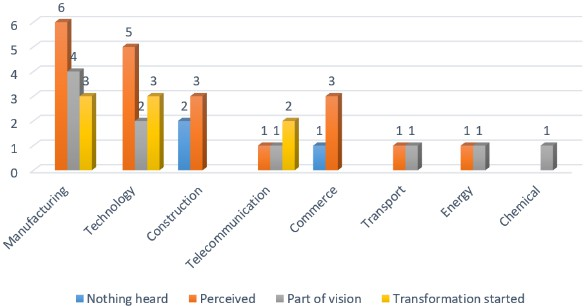 6
5
4
3
2
1
0
6
4
3
5
2
3
2
3
1
1
2
1
3
1
1
1
1
1
Manufacturing
Technology
Construction
Telecommunication
Commerce
Transport
Energy
Chemical
Nothing heard
Perceived
Part of vision
Transformation started